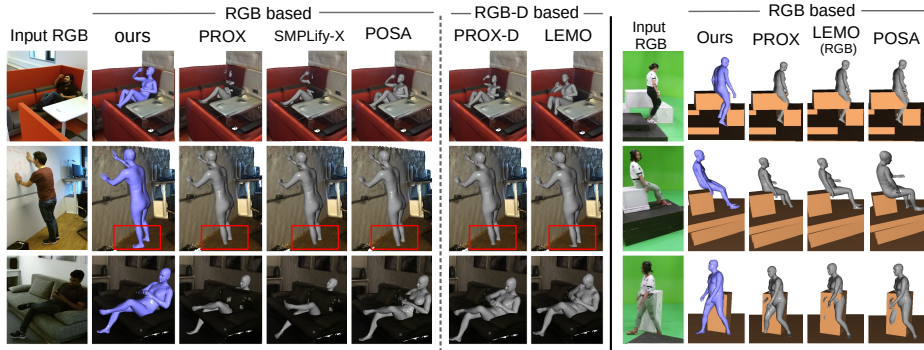 RGB based
RGB-D based
RGB based
Input RGB
ours
PROX
SMPLify-X
POSA
PROX-D
LEMO
Input
RGB
Ours
PROX
LEMO
(RGB)
POSA